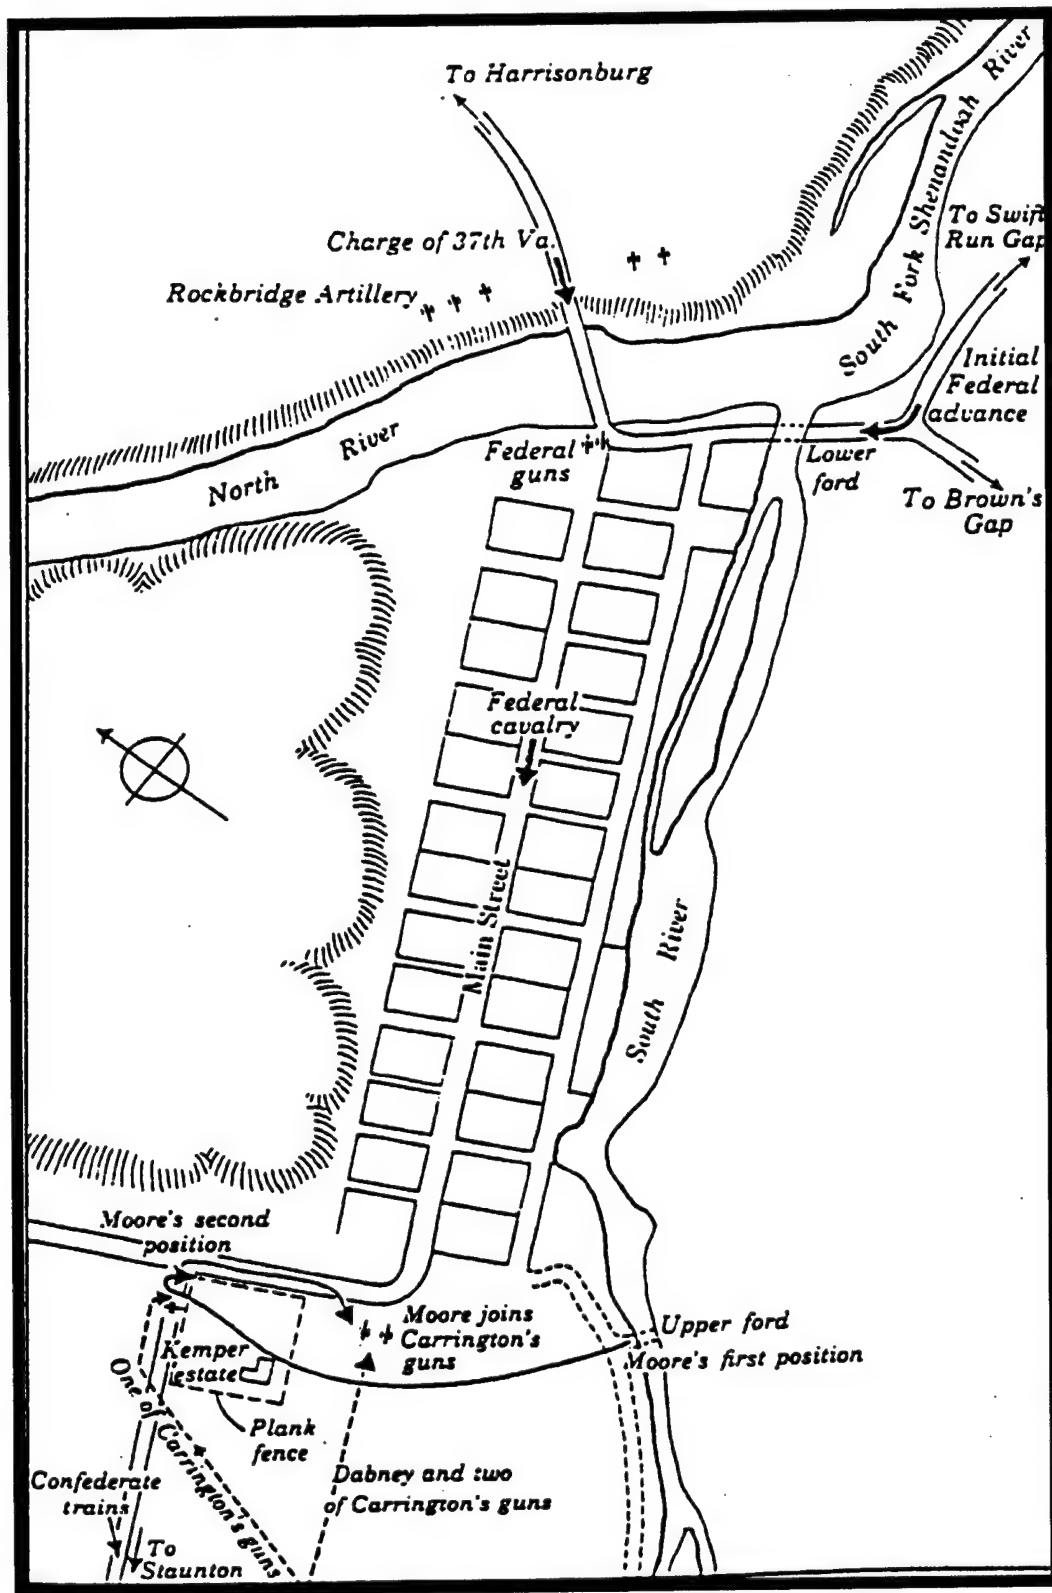 To Harrisonburg
South Fork Shenandoah River
To Swift
Run Gap
Charge of 37th Va.
Rockbridge Artillery
Initial
Federal
advance
North River
Federal
guns
Lower
ford
To Brown's
Gap
Federal
cavalry
Main Street
South River
Moore's second
position
Moore joins
Carrington's
guns
Upper ford
Moore's first position
Kemper
estate
Plank
fence
One of Carrington's guns
Confederate
trains
Dabney and two
of Carrington's guns
To
Staunton